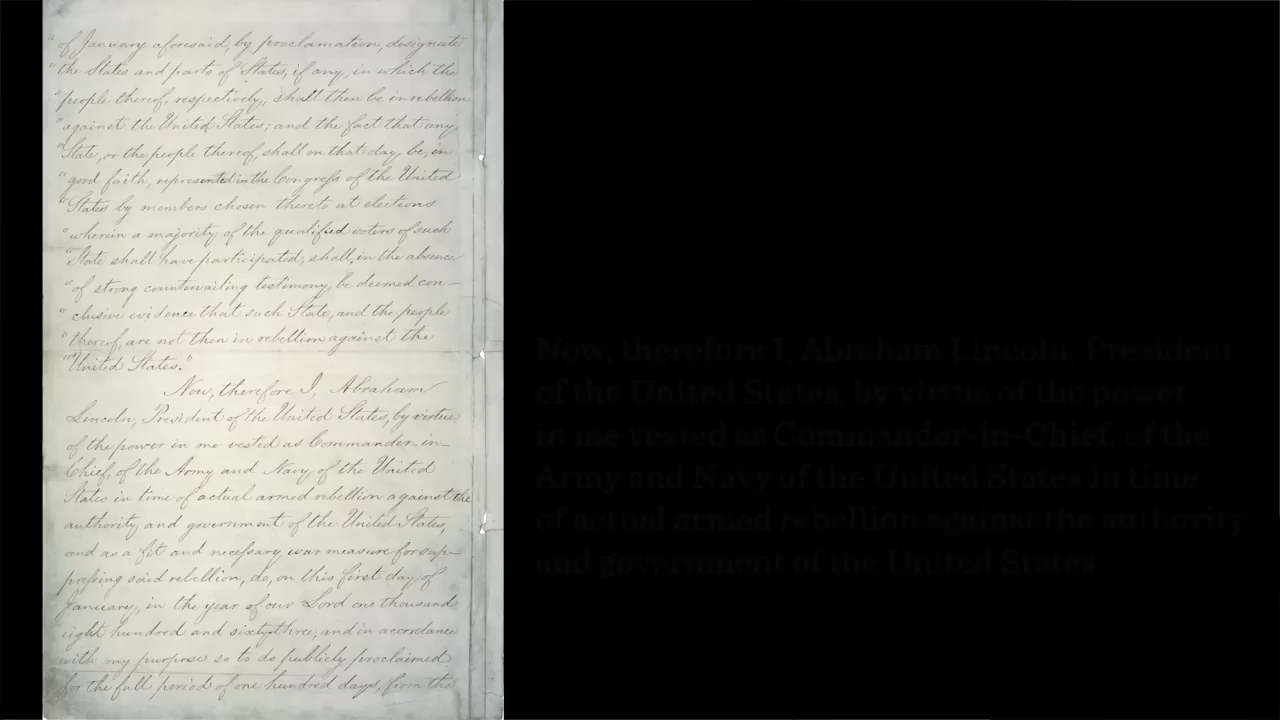 "of January aforesaid, by proclamation, designate
"the States and parts of States, if any, in which the
"people thereof, respectively, shall then be in rebellion
"against the United States; and the fact that any
"State, or the people thereof, shall on that day be, in
"good faith, represented in the Congress of the United
"States by members chosen thereto at elections
"wherein a majority of the qualified voters of such
"State shall have participated, shall, in the absence
"of strong countervailing testimony, be deemed con-
"clusive evidence that such State, and the people
"thereof, are not then in rebellion against the
"United States."
Now, therefore I, Abraham
Lincoln, President of the United States, by virtue
of the power in me vested as Commander-in-
Chief, of the Army and Navy of the United
States in time of actual armed rebellion against the
authority and government of the United States,
and as a fit and necessary war measure for sup-
pressing said rebellion, do, on this first day of
January, in the year of our Lord one thousand
eight hundred and sixty-three, and in accordance
with my purpose so to do publicly proclaimed
for the full period of one hundred days, from the
Now, therefore I, Abraham Lincoln, President
of the United States, by virtue of the power
in me vested as Commander-in-Chief, of the
Army and Navy of the United States in time
of actual armed rebellion against the authority
and government of the United States...